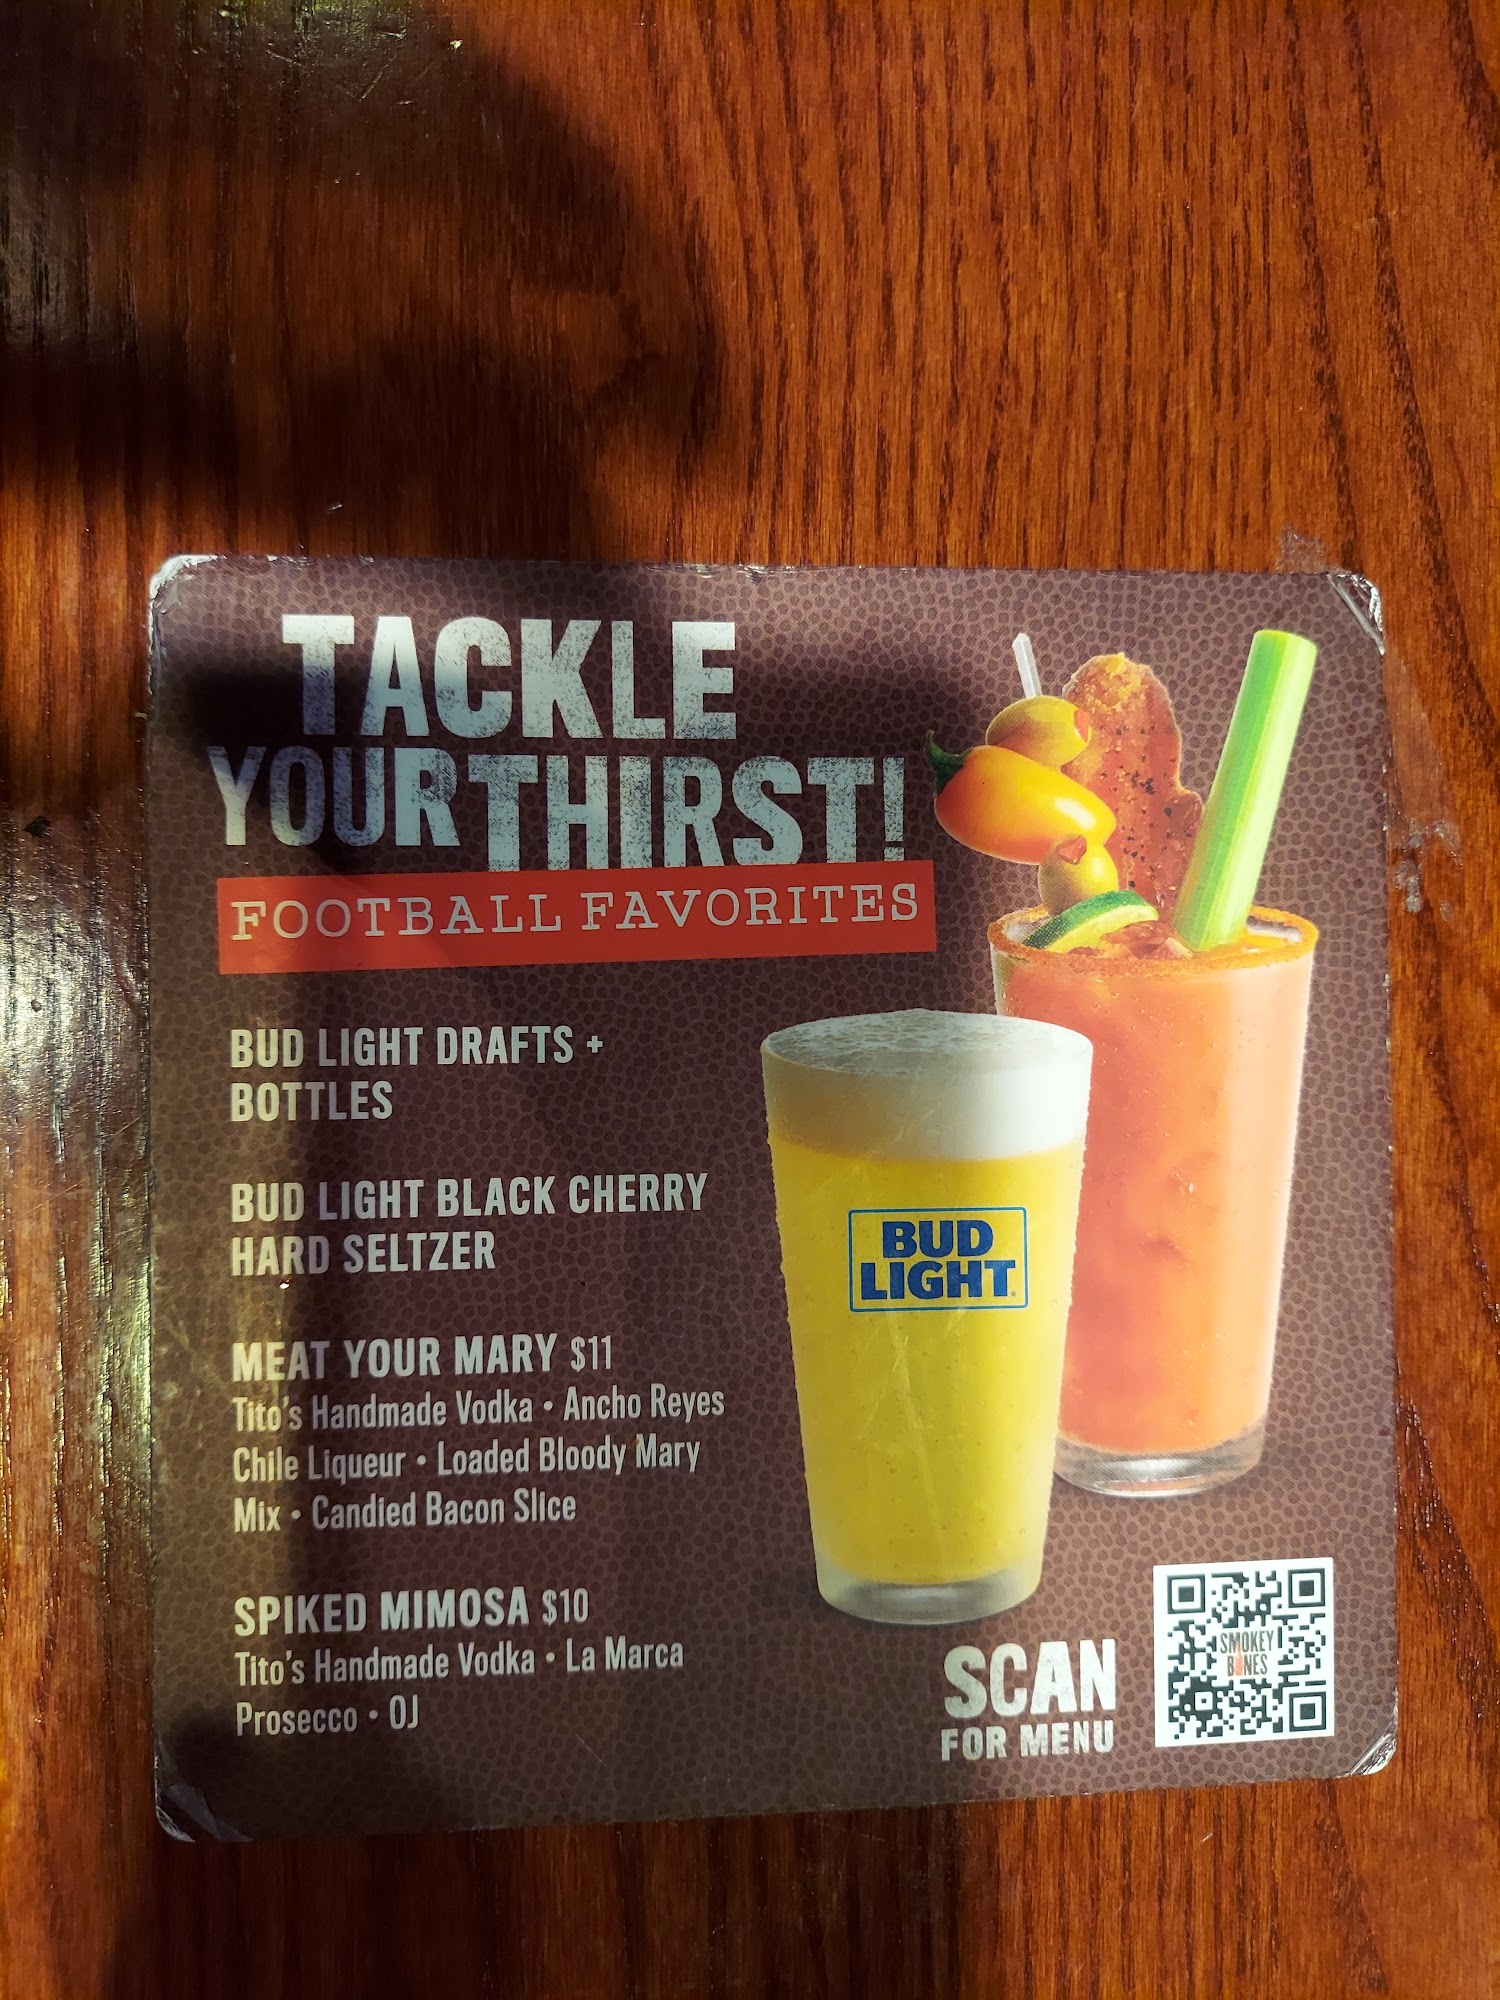 TACKLE
YOUR THIRST!
FOOTBALL FAVORITES
BUD LIGHT DRAFTS +
BOTTLES
BUD LIGHT BLACK CHERRY
HARD SELTZER
MEAT YOUR MARY $11
Tito's Handmade Vodka • Ancho Reyes
Chile Liqueur • Loaded Bloody Mary
Mix • Candied Bacon Slice
SPIKED MIMOSA $10
Tito's Handmade Vodka • La Marca
Prosecco • OJ
BUD
LIGHT
SCAN
FOR MENU
SMOKEY
BONES